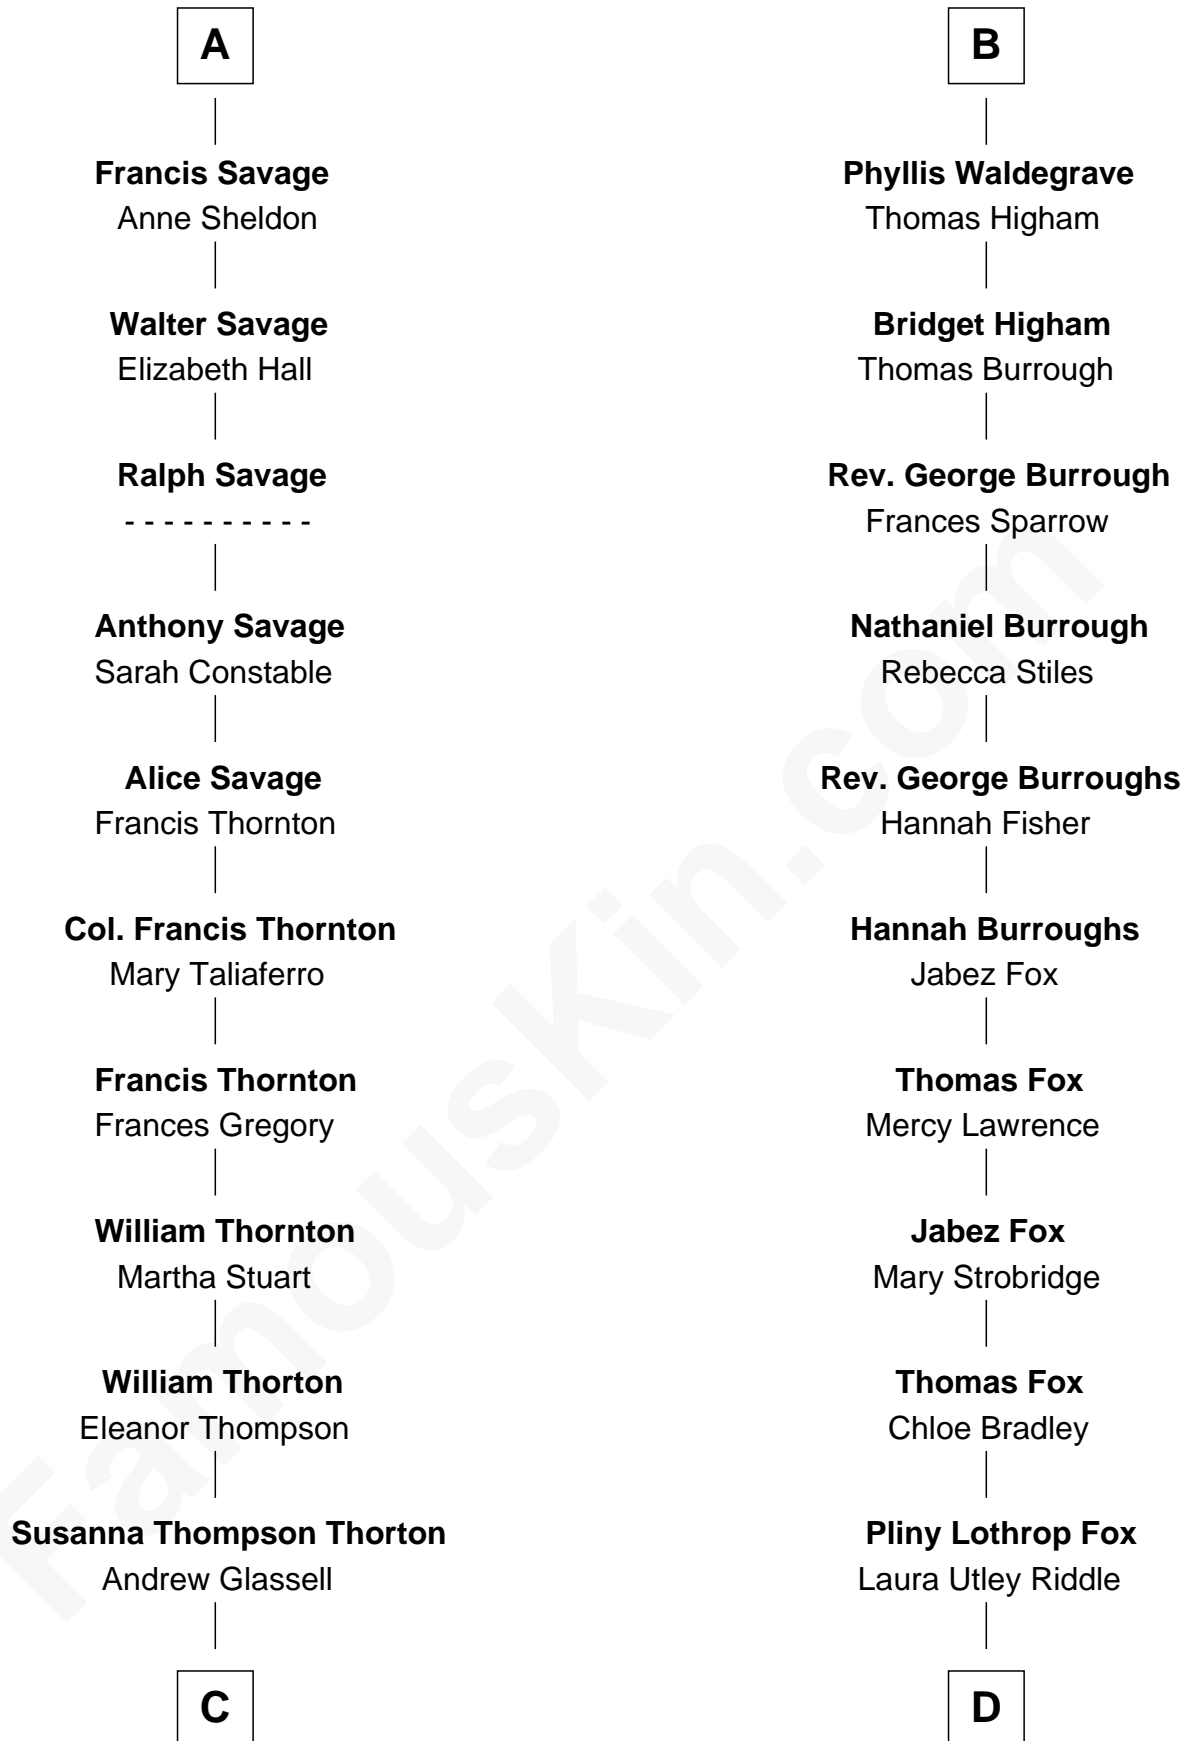 A
Francis Savage
Anne Sheldon
Walter Savage
Elizabeth Hall
Ralph Savage
- - - - - - - - - -
Anthony Savage
Sarah Constable
Alice Savage
Francis Thornton
Col. Francis Thornton
Mary Taliaferro
Francis Thornton
Frances Gregory
William Thornton
Martha Stuart
William Thorton
Eleanor Thompson
Susanna Thompson Thorton
Andrew Glassell
C
B
Phyllis Waldegrave
Thomas Higham
Bridget Higham
Thomas Burrough
Rev. George Burrough
Frances Sparrow
Nathaniel Burrough
Rebecca Stiles
Rev. George Burroughs
Hannah Fisher
Hannah Burroughs
Jabez Fox
Thomas Fox
Mercy Lawrence
Jabez Fox
Mary Strobridge
Thomas Fox
Chloe Bradley
Pliny Lothrop Fox
Laura Utley Riddle
D
FamousKin.com